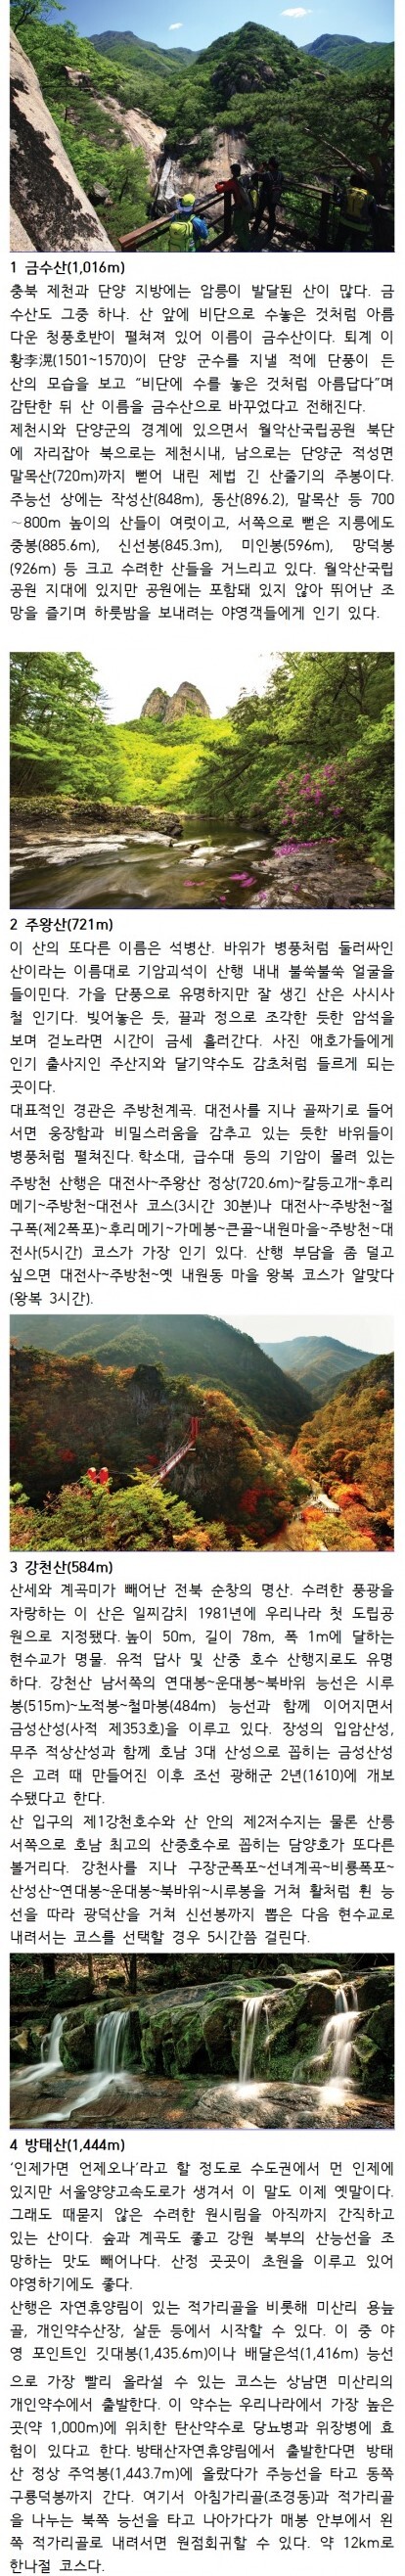 1 금수산(1,016m)
충북 제천과 단양 지방에는 암릉이 발달된 산이 많다. 금
수산도 그중 하나. 산 앞에 비단으로 수놓은 것처럼 아름
다운 청풍호반이 펼쳐져 있어 이름이 금수산이다. 퇴계 이
황李滉(1501~1570)이 단양 군수를 지낼 적에 단풍이 든
산의 모습을 보고 “비단에 수를 놓은 것처럼 아름답다”며
감탄한 뒤 산 이름을 금수산으로 바꾸었다고 전해진다.
제천시와 단양군의 경계에 있으면서 월악산국립공원 북단
에 자리잡아 북으로는 제천시내, 남으로는 단양군 적성면
말목산(720m)까지 뻗어 내린 제법 긴 산줄기의 주봉이다.
주능선 상에는 작성산(848m), 동산(896.2), 말목산 등 700
~800m 높이의 산들이 여럿이고, 서쪽으로 뻗은 지릉에도
중봉(885.6m), 신선봉(845.3m), 미인봉(596m), 망덕봉
(926m) 등 크고 수려한 산들을 거느리고 있다. 월악산국립
공원 지대에 있지만 공원에는 포함돼 있지 않아 뛰어난 조
망을 즐기며 하룻밤을 보내려는 야영객들에게 인기 있다.
2 주왕산(721m)
이 산의 또다른 이름은 석병산. 바위가 병풍처럼 둘러싸인
산이라는 이름대로 기암괴석이 산행 내내 불쑥불쑥 얼굴을
들이민다. 가을 단풍으로 유명하지만 잘 생긴 산은 사시사
철 인기다. 빚어놓은 듯, 끌과 정으로 조각한 듯한 암석을
보며 걷노라면 시간이 금세 흘러간다. 사진 애호가들에게
인기 출사지인 주산지와 달기약수도 감초처럼 들르게 되는
곳이다.
대표적인 경관은 주방천계곡. 대전사를 지나 골짜기로 들어
서면 웅장함과 비밀스러움을 감추고 있는 듯한 바위들이
병풍처럼 펼쳐진다. 학소대, 급수대 등의 기암이 몰려 있는
주방천 산행은 대전사~주왕산 정상(720.6m)~칼등고개~후리
메기~주방천~대전사 코스(3시간 30분)나 대전사~주방천~절
구폭(제2폭포)~후리메기~가메봉~큰골~내원마을~주방천~대
전사(5시간) 코스가 가장 인기 있다. 산행 부담을 좀 덜고
싶으면 대전사~주방천~옛 내원동 마을 왕복 코스가 알맞다
(왕복 3시간).
3 강천산(584m)
산세와 계곡미가 빼어난 전북 순창의 명산. 수려한 풍광을
자랑하는 이 산은 일찌감치 1981년에 우리나라 첫 도립공
원으로 지정됐다. 높이 50m, 길이 78m, 폭 1m에 달하는
현수교가 명물. 유적 답사 및 산중 호수 산행지로도 유명
하다. 강천산 남서쪽의 연대봉~운대봉~북바위 능선은 시루
봉(515m)~노적봉~철마봉(484m) 능선과 함께 이어지면서
금성산성(사적 제353호)을 이루고 있다. 장성의 입암산성,
무주 적상산성과 함께 호남 3대 산성으로 꼽히는 금성산성
은 고려 때 만들어진 이후 조선 광해군 2년(1610)에 개보
수됐다고 한다.
산 입구의 제1강천호수와 산 안의 제2저수지는 물론 산릉
서쪽으로 호남 최고의 산중호수로 꼽히는 담양호가 또다른
볼거리다. 강천사를 지나 구장군폭포~선녀계곡~비룡폭포~
산성산~연대봉~운대봉~북바위~시루봉을 거쳐 활처럼 휜 능
선을 따라 광덕산을 거쳐 신선봉까지 뽑은 다음 현수교로
내려서는 코스를 선택할 경우 5시간쯤 걸린다.
4 방태산(1,444m)
‘인제가면 언제오나’라고 할 정도로 수도권에서 먼 인제에
있지만 서울양양고속도로가 생겨서 이 말도 이제 옛말이다.
그래도 때묻지 않은 수려한 원시림을 아직까지 간직하고
있는 산이다. 숲과 계곡도 좋고 강원 북부의 산능선을 조
망하는 맛도 빼어나다. 산정 곳곳이 초원을 이루고 있어
야영하기에도 좋다.
산행은 자연휴양림이 있는 적가리골을 비롯해 미산리 용늪
골, 개인약수산장, 살둔 등에서 시작할 수 있다. 이 중 야
영 포인트인 깃대봉(1,435.6m)이나 배달은석(1,416m) 능선
으로 가장 빨리 올라설 수 있는 코스는 상남면 미산리의
개인약수에서 출발한다. 이 약수는 우리나라에서 가장 높은
곳(약 1,000m)에 위치한 탄산약수로 당뇨병과 위장병에 효
험이 있다고 한다. 방태산자연휴양림에서 출발한다면 방태
산 정상 주억봉(1,443.7m)에 올랐다가 주능선을 타고 동쪽
구룡덕봉까지 간다. 여기서 아침가리골(조경동)과 적가리골
을 나누는 북쪽 능선을 타고 나아가다가 매봉 안부에서 왼
쪽 적가리골로 내려서면 원점회귀할 수 있다. 약 12km로
한나절 코스다.